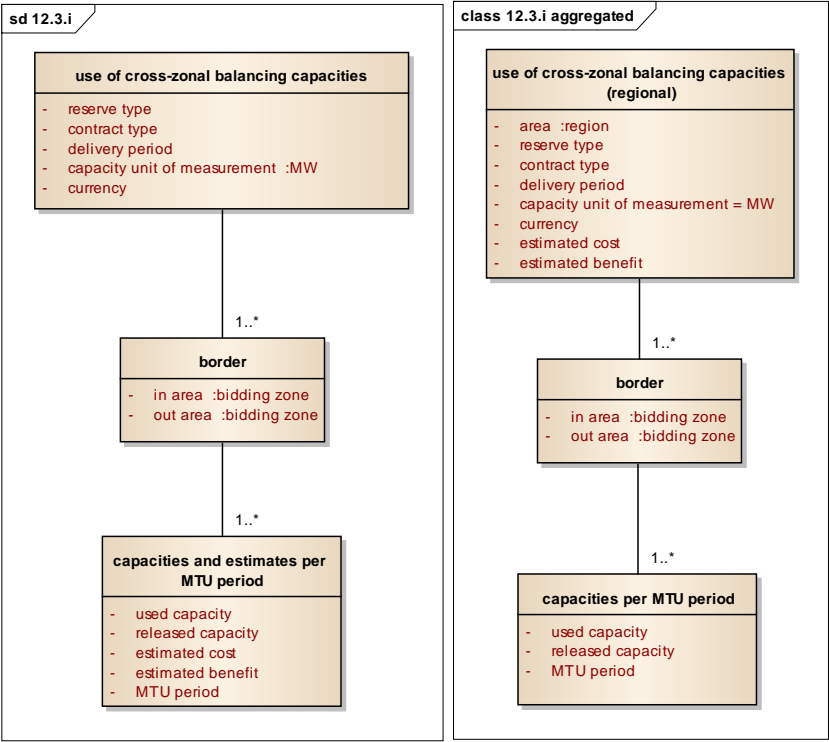 sd 12.3.i
use of cross-zonal balancing capacities
- reserve type
- contract type
- delivery period
- capacity unit of measurement :MW
- currency
1..*
border
- in area :bidding zone
- out area :bidding zone
1..*
capacities and estimates per
MTU period
- used capacity
- released capacity
- estimated cost
- estimated benefit
- MTU period
class 12.3.i aggregated
use of cross-zonal balancing capacities
(regional)
- area :region
- reserve type
- contract type
- delivery period
- capacity unit of measurement = MW
- currency
- estimated cost
- estimated benefit
1..*
border
- in area :bidding zone
- out area :bidding zone
1..*
capacities per MTU period
- used capacity
- released capacity
- MTU period